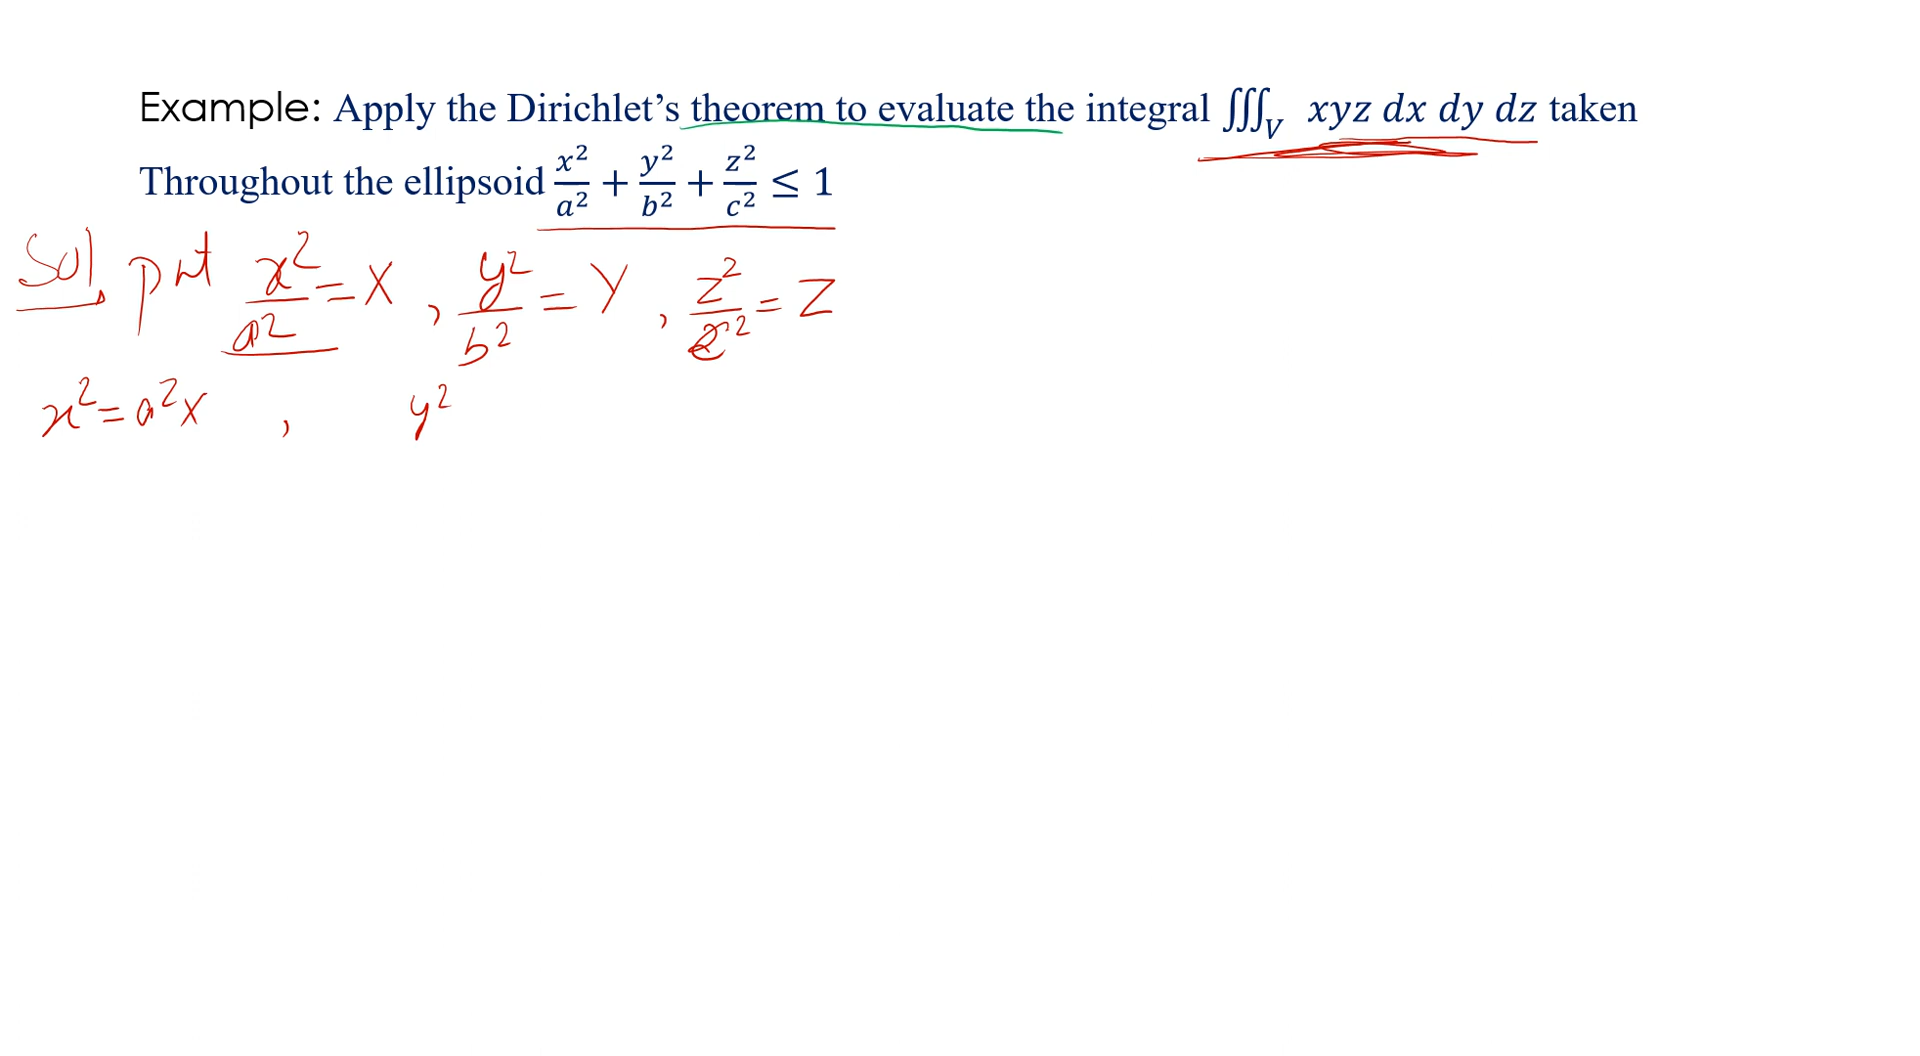 Example: Apply the Dirichlet’s theorem to evaluate the integral ∭_V xyz dx dy dz taken
Throughout the ellipsoid x²/a² + y²/b² + z²/c² ≤ 1
Sol, put x²/a² = X , y²/b² = Y , z²/c² = Z
x² = a²X , y²